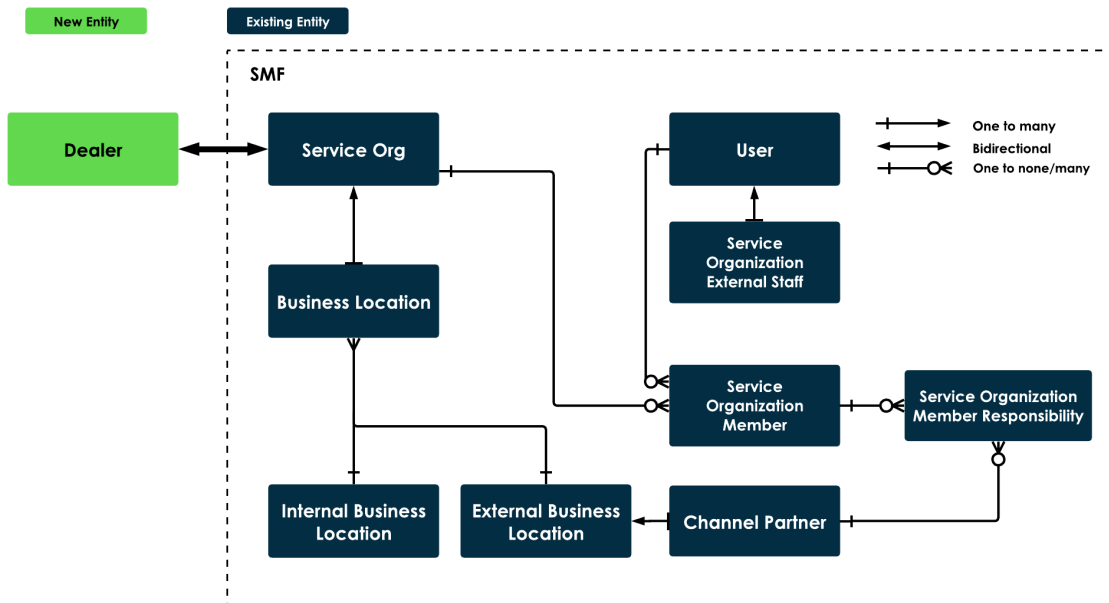 New Entity
Existing Entity
SMF
Dealer
Service Org
User
One to many
Bidirectional
One to none/many
Service
Organization
External Staff
Business Location
Service
Organization
Member
Service Organization
Member Responsibility
Internal Business
Location
External Business
Location
Channel Partner